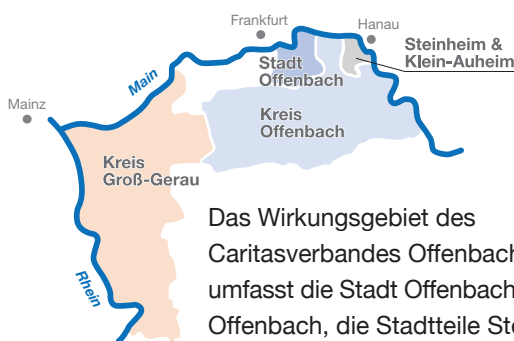 Frankfurt
Hanau
Steinheim &
Klein-Auheim
Stadt
Offenbach
Main
Mainz
Kreis
Offenbach
Kreis
Groß-Gerau
Rhein
Das Wirkungsgebiet des
Caritasverbandes Offenbach
umfasst die Stadt Offenbach
Offenbach, die Stadtteile Ste